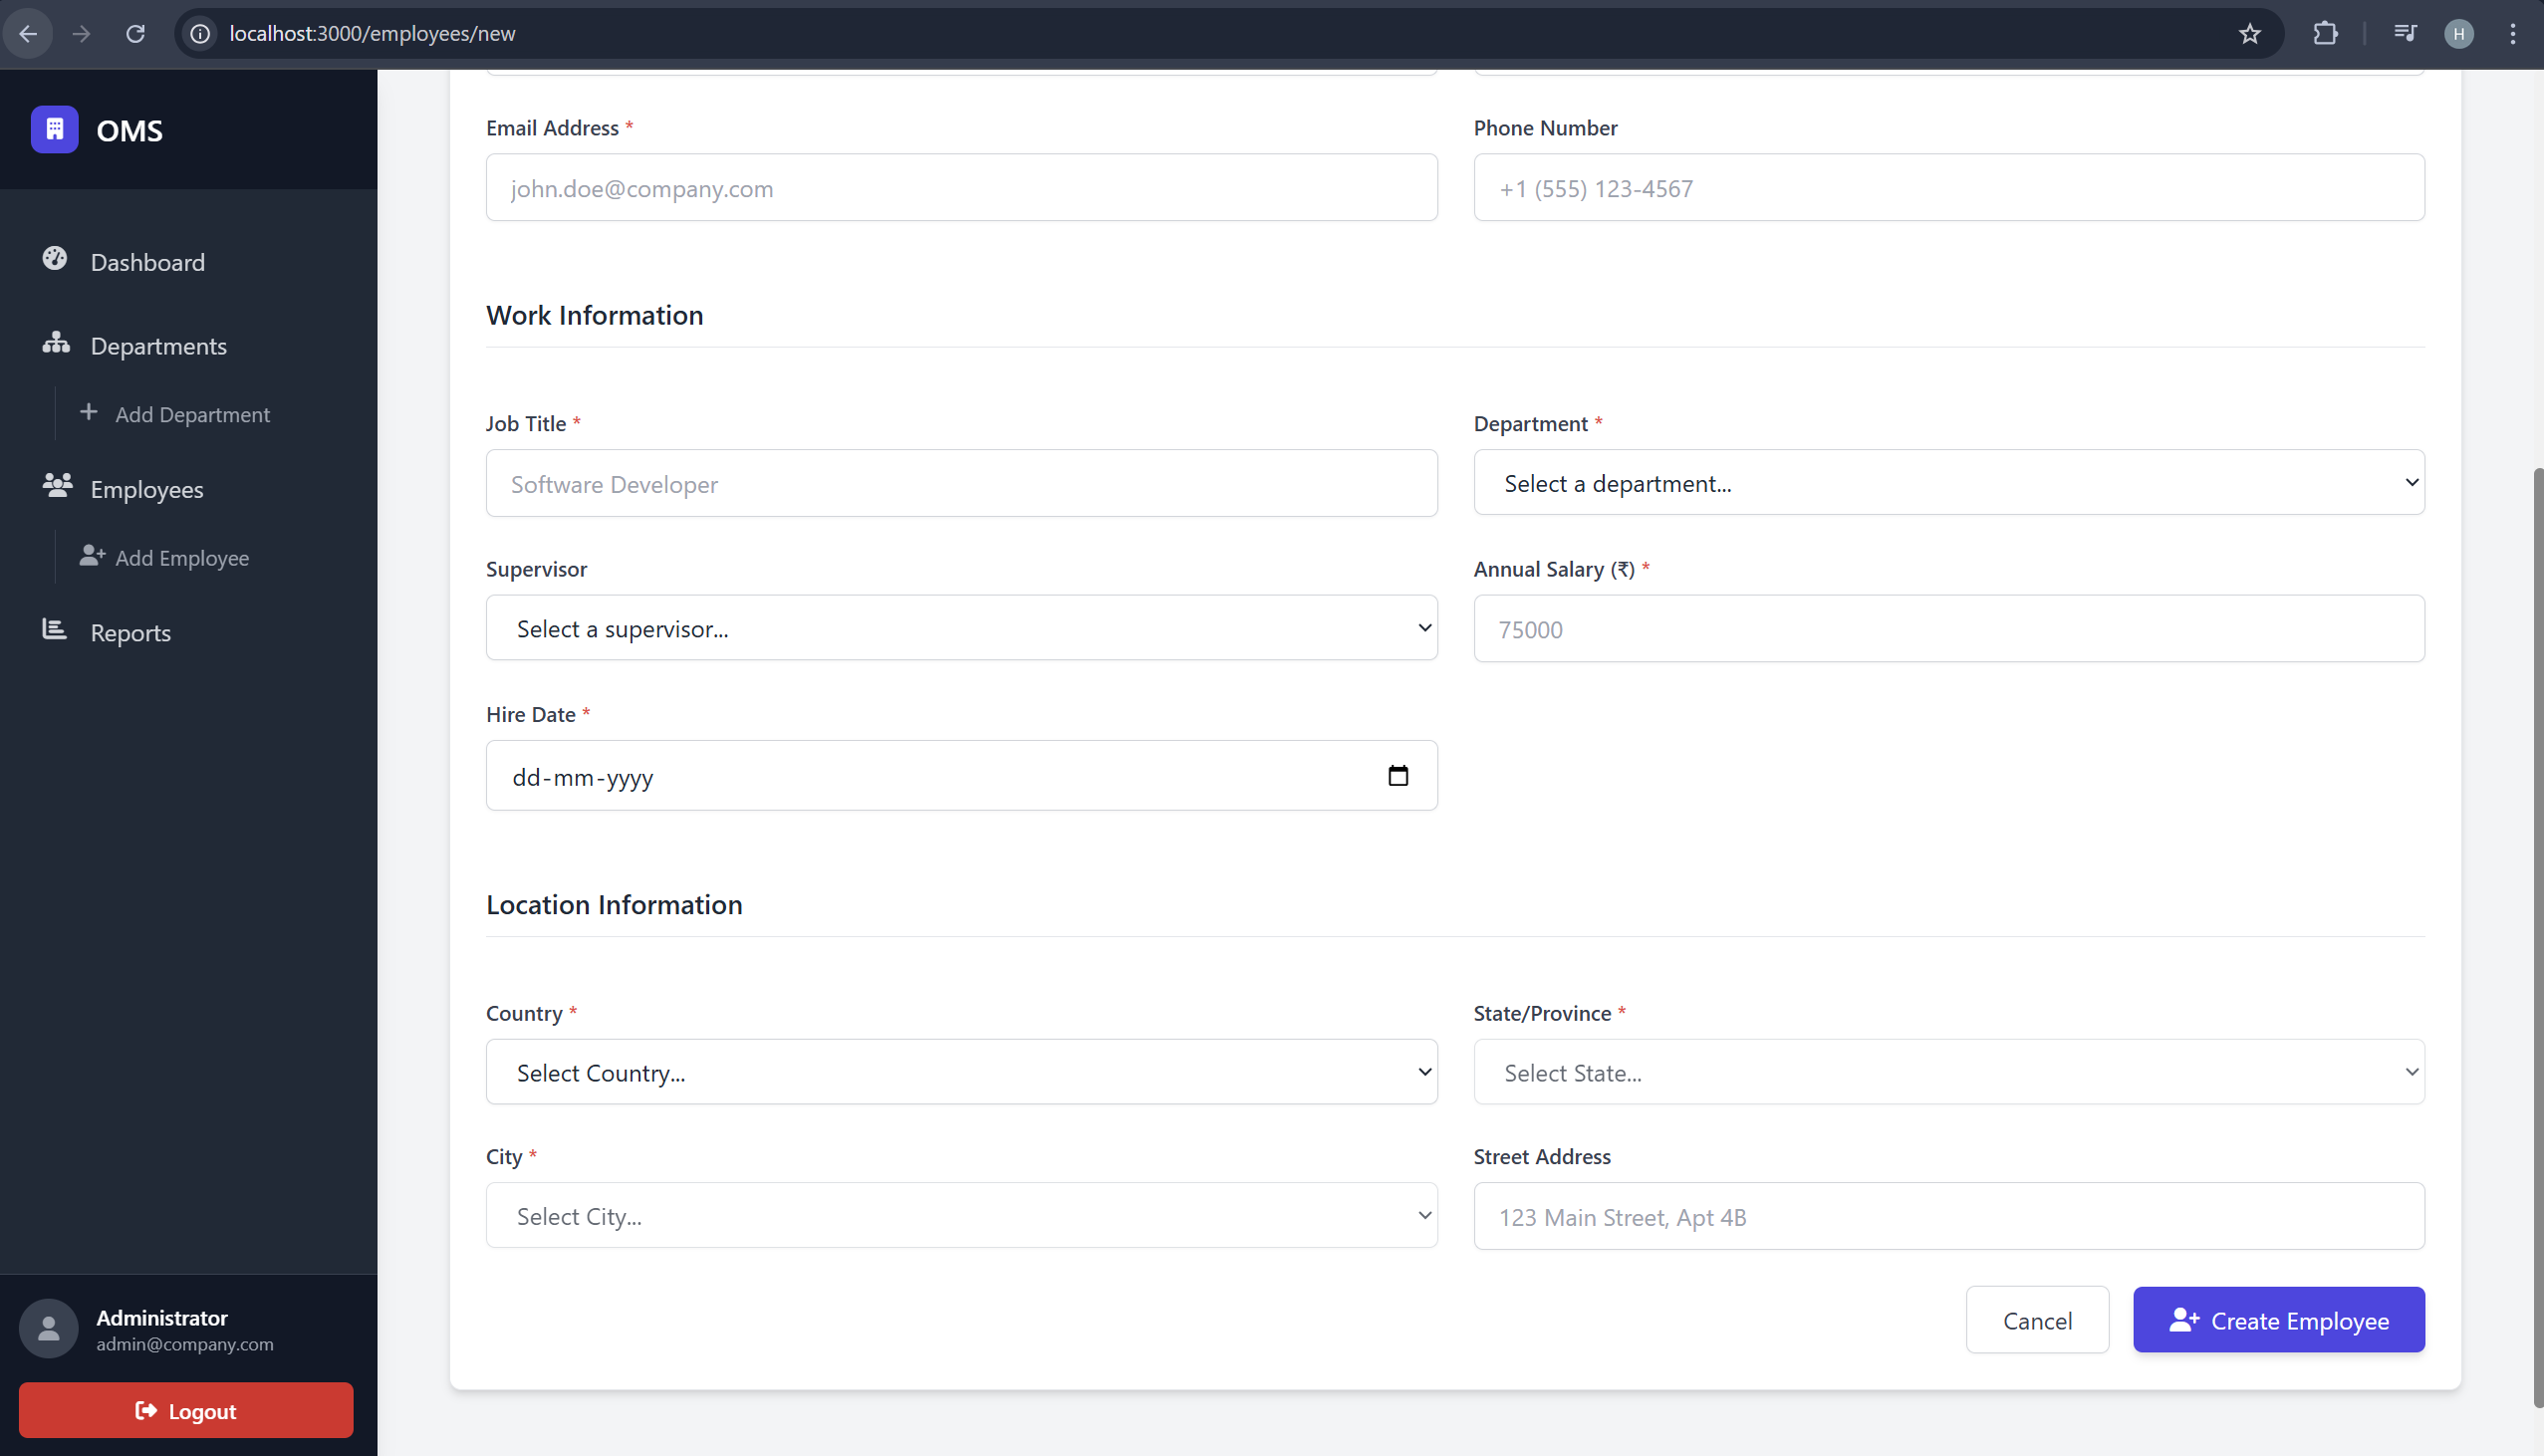 localhost:3000/employees/new
H
OMS
Dashboard
Departments
Add Department
Employees
Add Employee
Reports
Administrator
admin@company.com
Logout
Email Address *
Phone Number
john.doe@company.com
+1 (555) 123-4567
Work Information
Job Title *
Department *
Software Developer
Select a department...
Supervisor
Annual Salary (₹) *
Select a supervisor...
75000
Hire Date *
dd-mm-yyyy
Location Information
Country *
State/Province *
Select Country...
Select State...
City *
Street Address
Select City...
123 Main Street, Apt 4B
Cancel
Create Employee